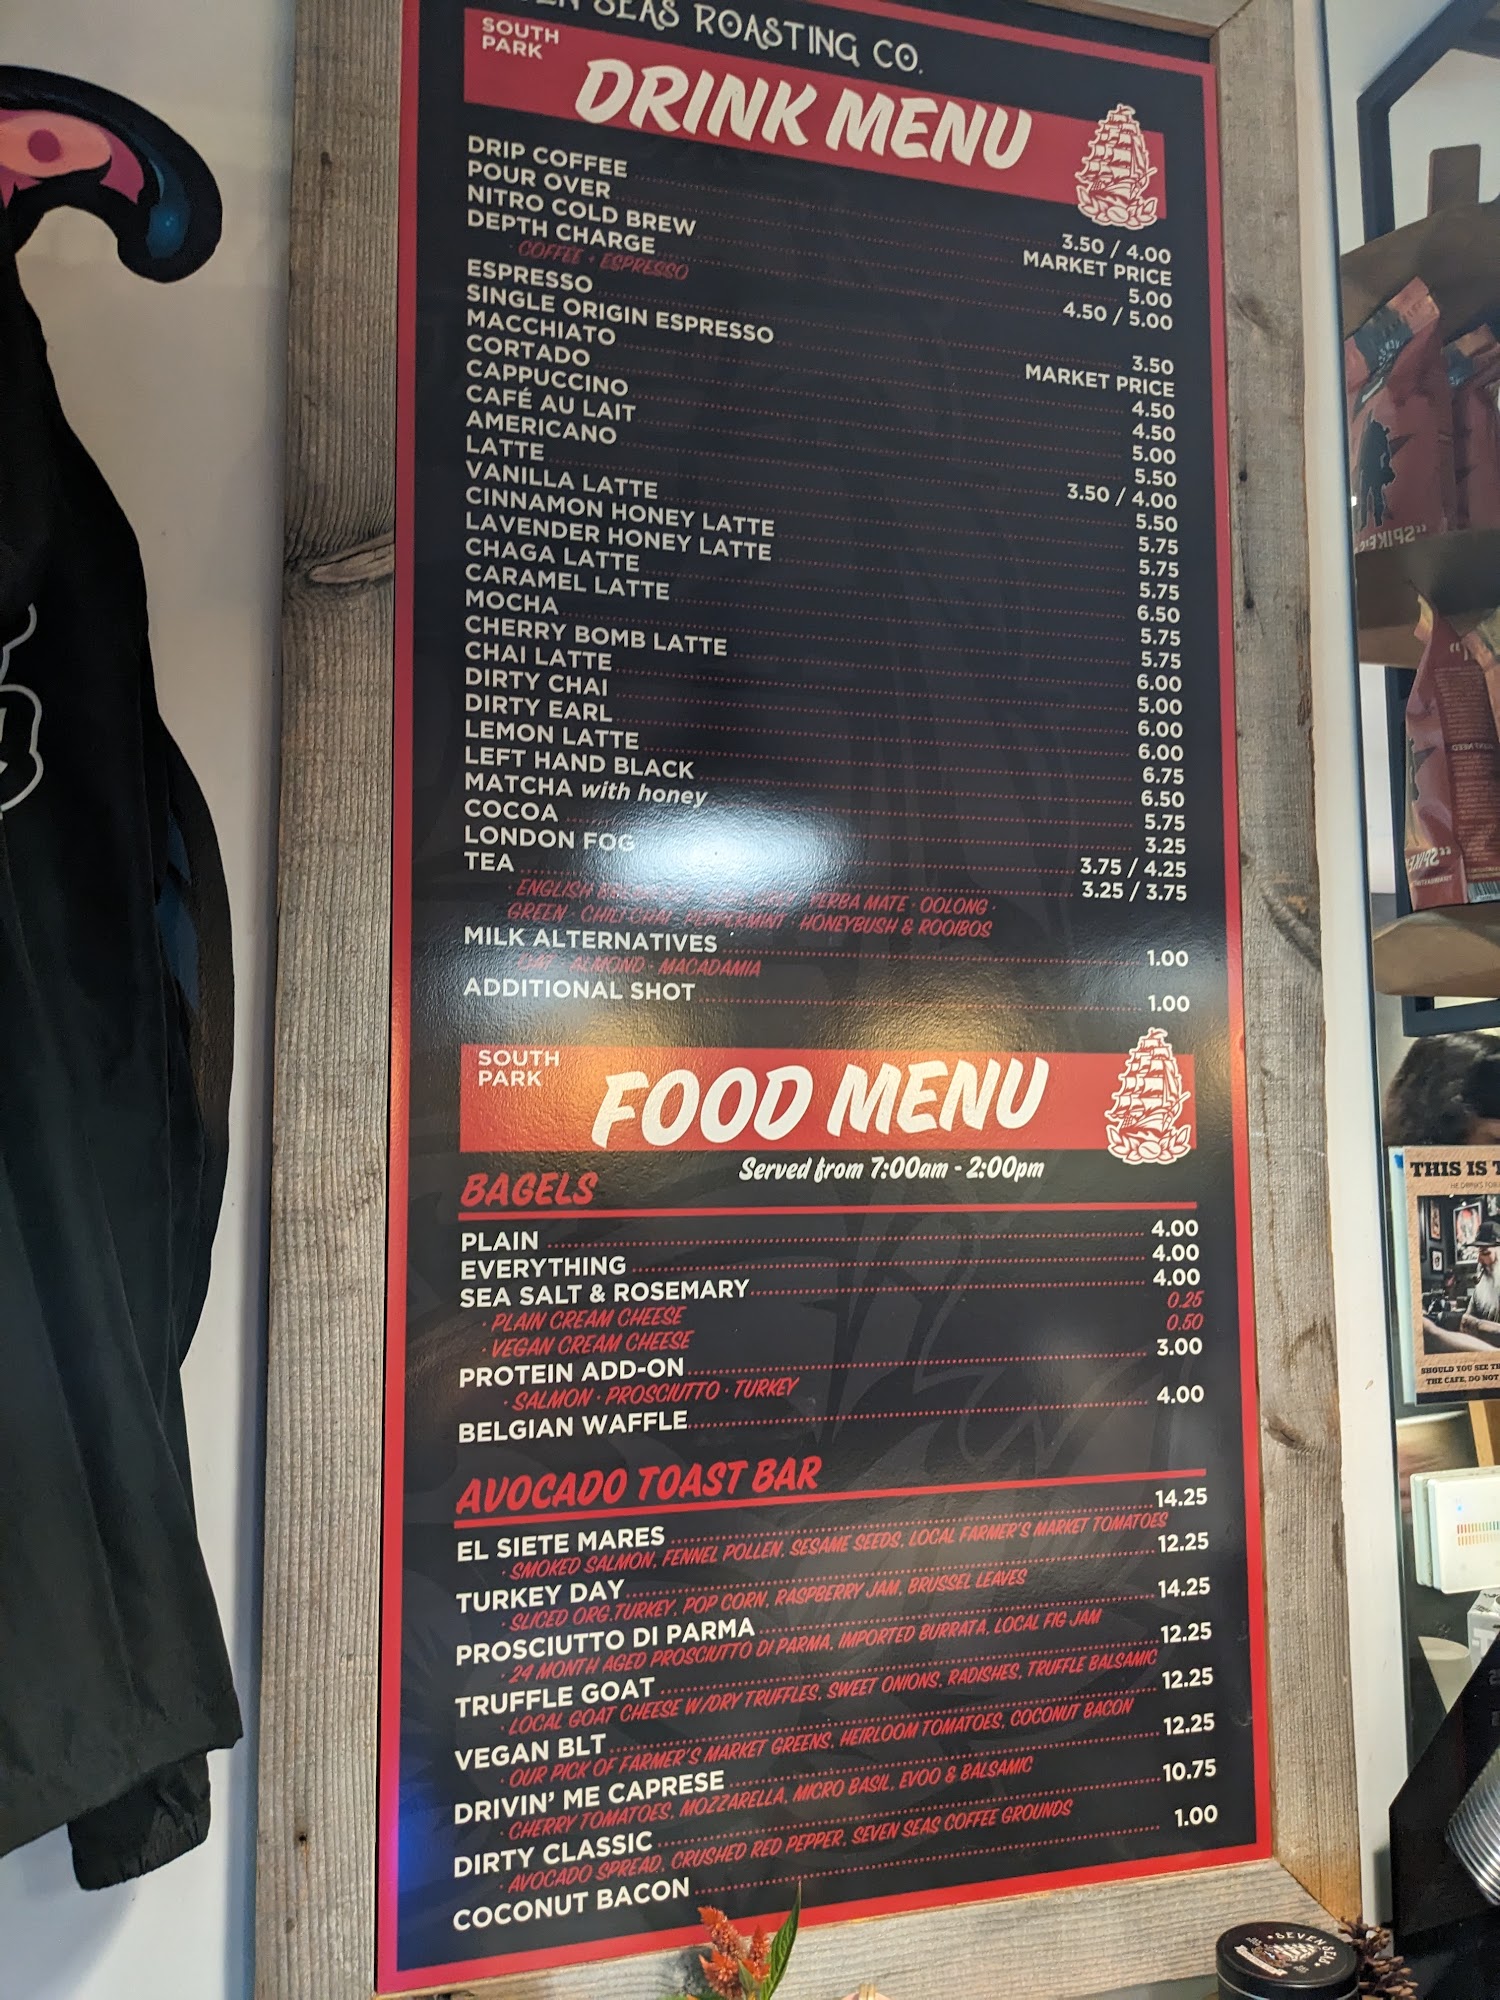 SEAS ROASTING CO.
SOUTH PARK
DRINK MENU
DRIP COFFEE 3.50 / 4.00
POUR OVER MARKET PRICE
NITRO COLD BREW 5.00
DEPTH CHARGE 4.50 / 5.00
· COFFEE + ESPRESSO
ESPRESSO 3.50
SINGLE ORIGIN ESPRESSO MARKET PRICE
MACCHIATO 4.50
CORTADO 4.50
CAPPUCCINO 5.00
CAFÉ AU LAIT 5.50
AMERICANO 3.50 / 4.00
LATTE 5.50
VANILLA LATTE 5.75
CINNAMON HONEY LATTE 5.75
LAVENDER HONEY LATTE 5.75
CHAGA LATTE 6.50
CARAMEL LATTE 5.75
MOCHA 5.75
CHERRY BOMB LATTE 6.00
CHAI LATTE 5.00
DIRTY CHAI 6.00
DIRTY EARL 6.00
LEMON LATTE 6.75
LEFT HAND BLACK 6.50
MATCHA with honey 5.75
COCOA 3.25
LONDON FOG 3.75 / 4.25
TEA 3.25 / 3.75
· ENGLISH YERBA MATE · OOLONG ·
GREEN · CHILI CHAI · PEPPERMINT · HONEYBUSH & ROOIBOS
MILK ALTERNATIVES 1.00
OAT · ALMOND · MACADAMIA
ADDITIONAL SHOT 1.00
SOUTH PARK
FOOD MENU
Served from 7:00am - 2:00pm
BAGELS
PLAIN 4.00
EVERYTHING 4.00
SEA SALT & ROSEMARY 4.00
· PLAIN CREAM CHEESE 0.25
· VEGAN CREAM CHEESE 0.50
PROTEIN ADD-ON 3.00
· SALMON · PROSCIUTTO · TURKEY
BELGIAN WAFFLE 4.00
AVOCADO TOAST BAR
EL SIETE MARES 14.25
· SMOKED SALMON, FENNEL POLLEN, SESAME SEEDS, LOCAL FARMER'S MARKET TOMATOES
TURKEY DAY 12.25
· SLICED ORG.TURKEY, POP CORN, RASPBERRY JAM, BRUSSEL LEAVES
PROSCIUTTO DI PARMA 14.25
· 24 MONTH AGED PROSCIUTTO DI PARMA, IMPORTED BURRATA, LOCAL FIG JAM
TRUFFLE GOAT 12.25
· LOCAL GOAT CHEESE W/DRY TRUFFLES, SWEET ONIONS, RADISHES, TRUFFLE BALSAMIC
VEGAN BLT 12.25
· OUR PICK OF FARMER'S MARKET GREENS, HEIRLOOM TOMATOES, COCONUT BACON
DRIVIN' ME CAPRESE 12.25
· CHERRY TOMATOES, MOZZARELLA, MICRO BASIL, EVOO & BALSAMIC
DIRTY CLASSIC 10.75
· AVOCADO SPREAD, CRUSHED RED PEPPER, SEVEN SEAS COFFEE GROUNDS
COCONUT BACON 1.00
THIS IS
SHOULD YOU SEE
THE CAFE, DO NOT
SEVEN SEAS